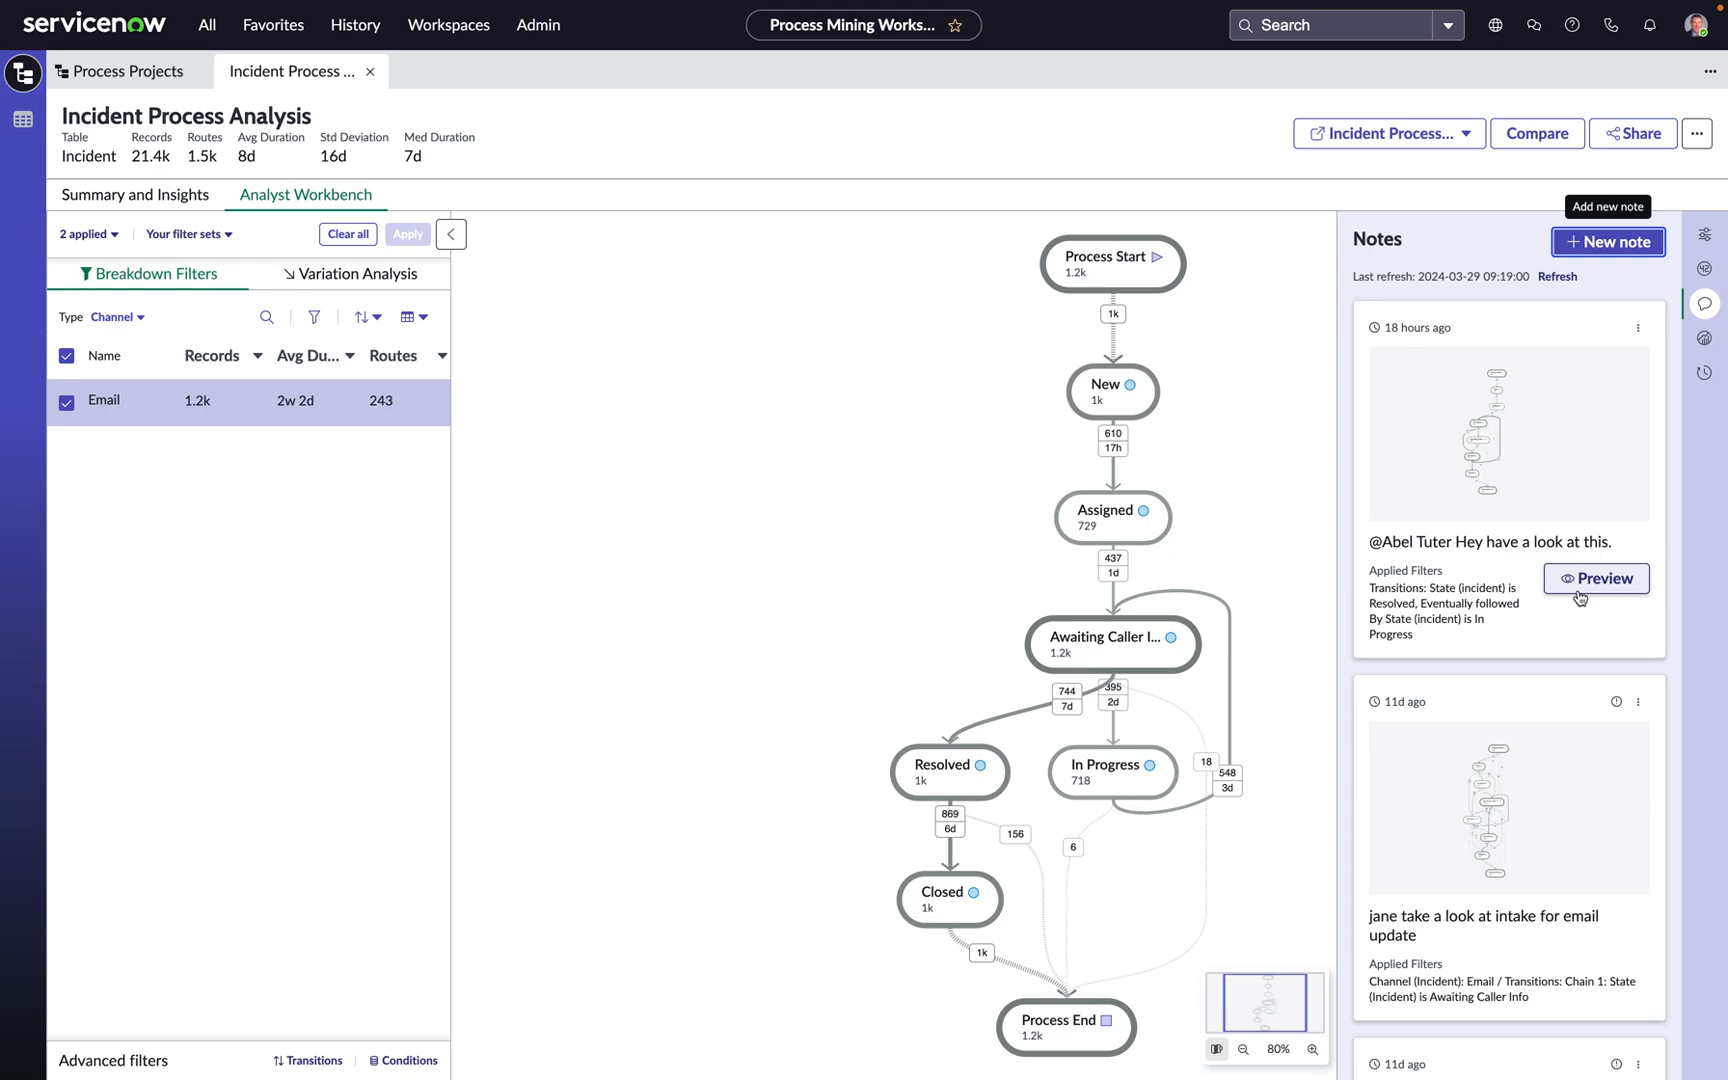 servicenow
All
Favorites
History
Workspaces
Admin
Process Mining Works...
Search
Process Projects
Incident Process ...
Incident Process Analysis
Table
Records
Routes
Avg Duration
Std Deviation
Med Duration
Incident
21.4k
1.5k
8d
16d
7d
Incident Process...
Compare
Share
Summary and Insights
Analyst Workbench
Add new note
2 applied
Your filter sets
Clear all
Apply
Breakdown Filters
Variation Analysis
Type
Channel
Name
Records
Avg Du...
Routes
Email
1.2k
2w 2d
243
Advanced filters
Transitions
Conditions
Process Start
1.2k
1k
New
1k
610
17h
Assigned
729
437
1d
Awaiting Caller I...
1.2k
744
7d
395
2d
Resolved
1k
In Progress
718
18
548
3d
869
6d
156
6
Closed
1k
1k
Process End
1.2k
80%
Notes
+ New note
Last refresh: 2024-03-29 09:19:00
Refresh
18 hours ago
@Abel Tuter Hey have a look at this.
Applied Filters
Transitions: State (incident) is
Resolved, Eventually followed
By State (incident) is In
Progress
Preview
11d ago
jane take a look at intake for email
update
Applied Filters
Channel (Incident): Email / Transitions: Chain 1: State
(Incident) is Awaiting Caller Info
11d ago
42